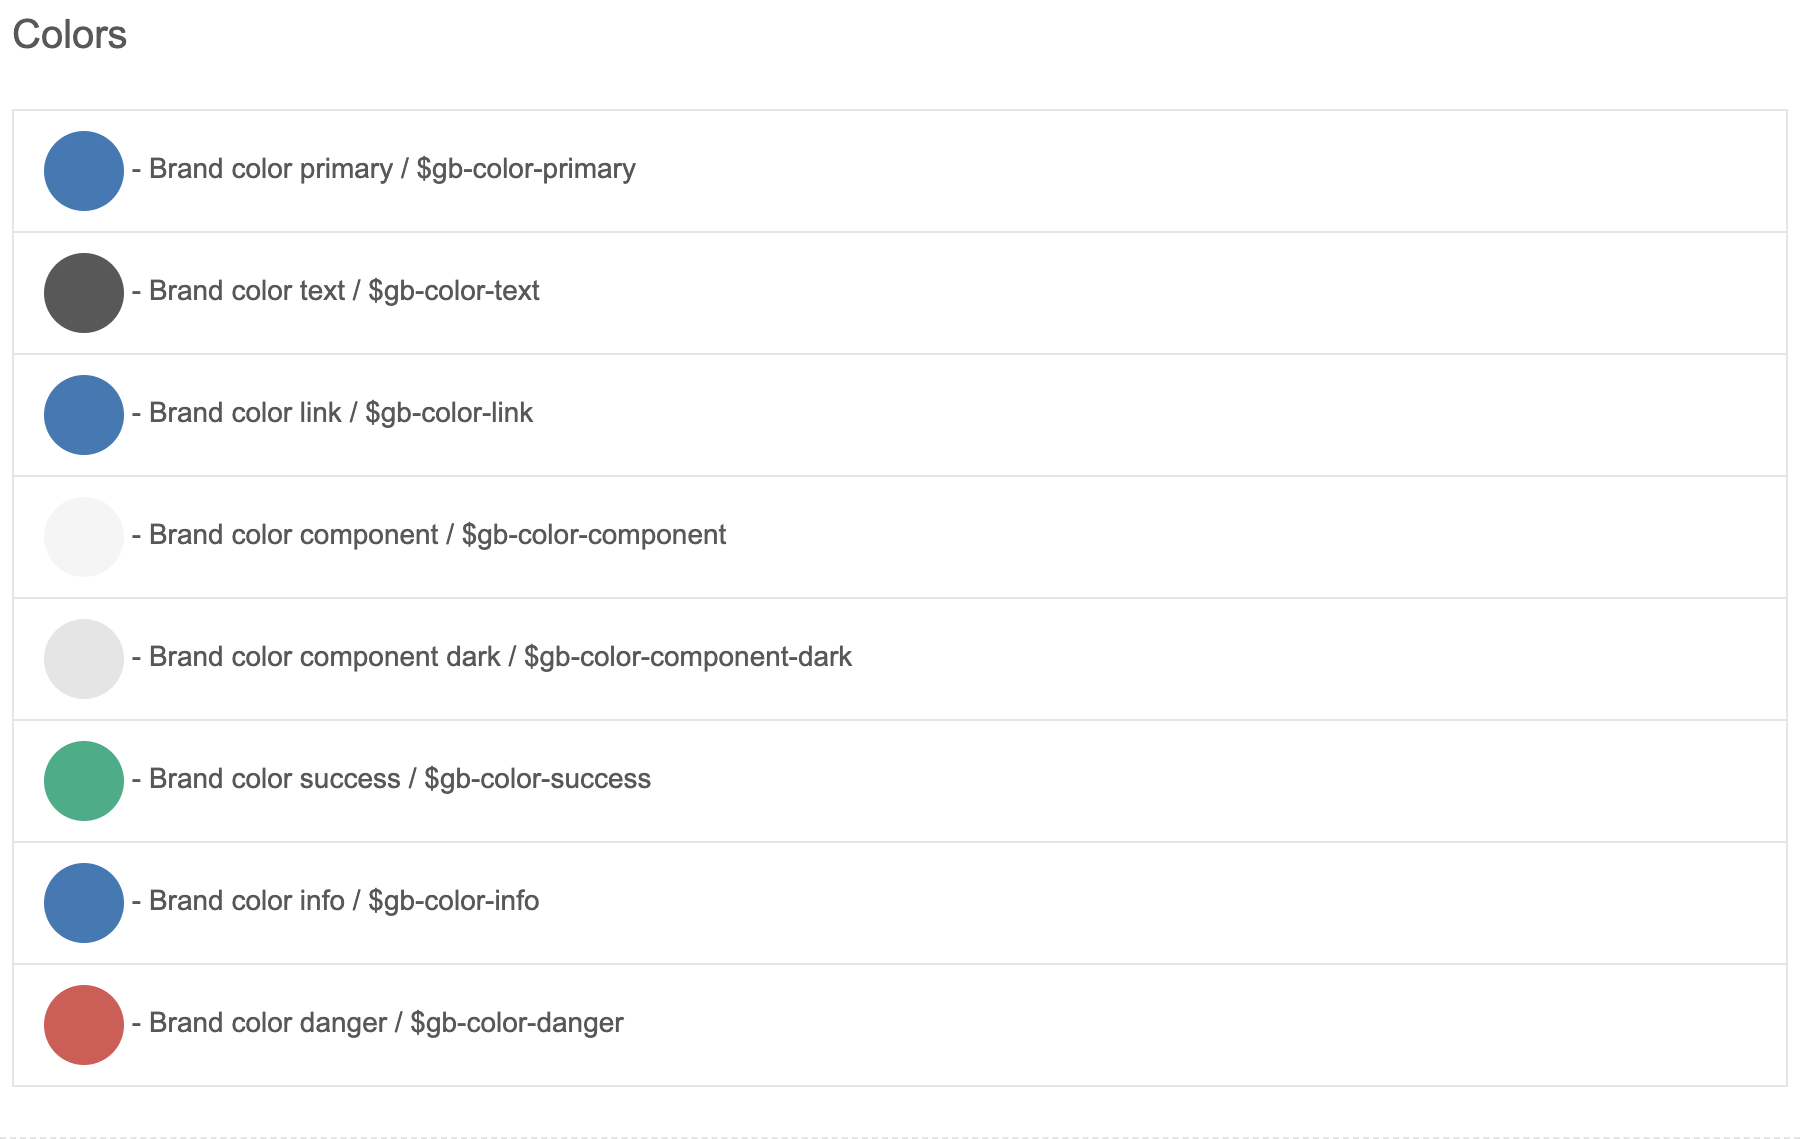 Colors
- Brand color primary / $gb-color-primary
- Brand color text / $gb-color-text
- Brand color link / $gb-color-link
- Brand color component / $gb-color-component
- Brand color component dark / $gb-color-component-dark
- Brand color success / $gb-color-success
- Brand color info / $gb-color-info
- Brand color danger / $gb-color-danger